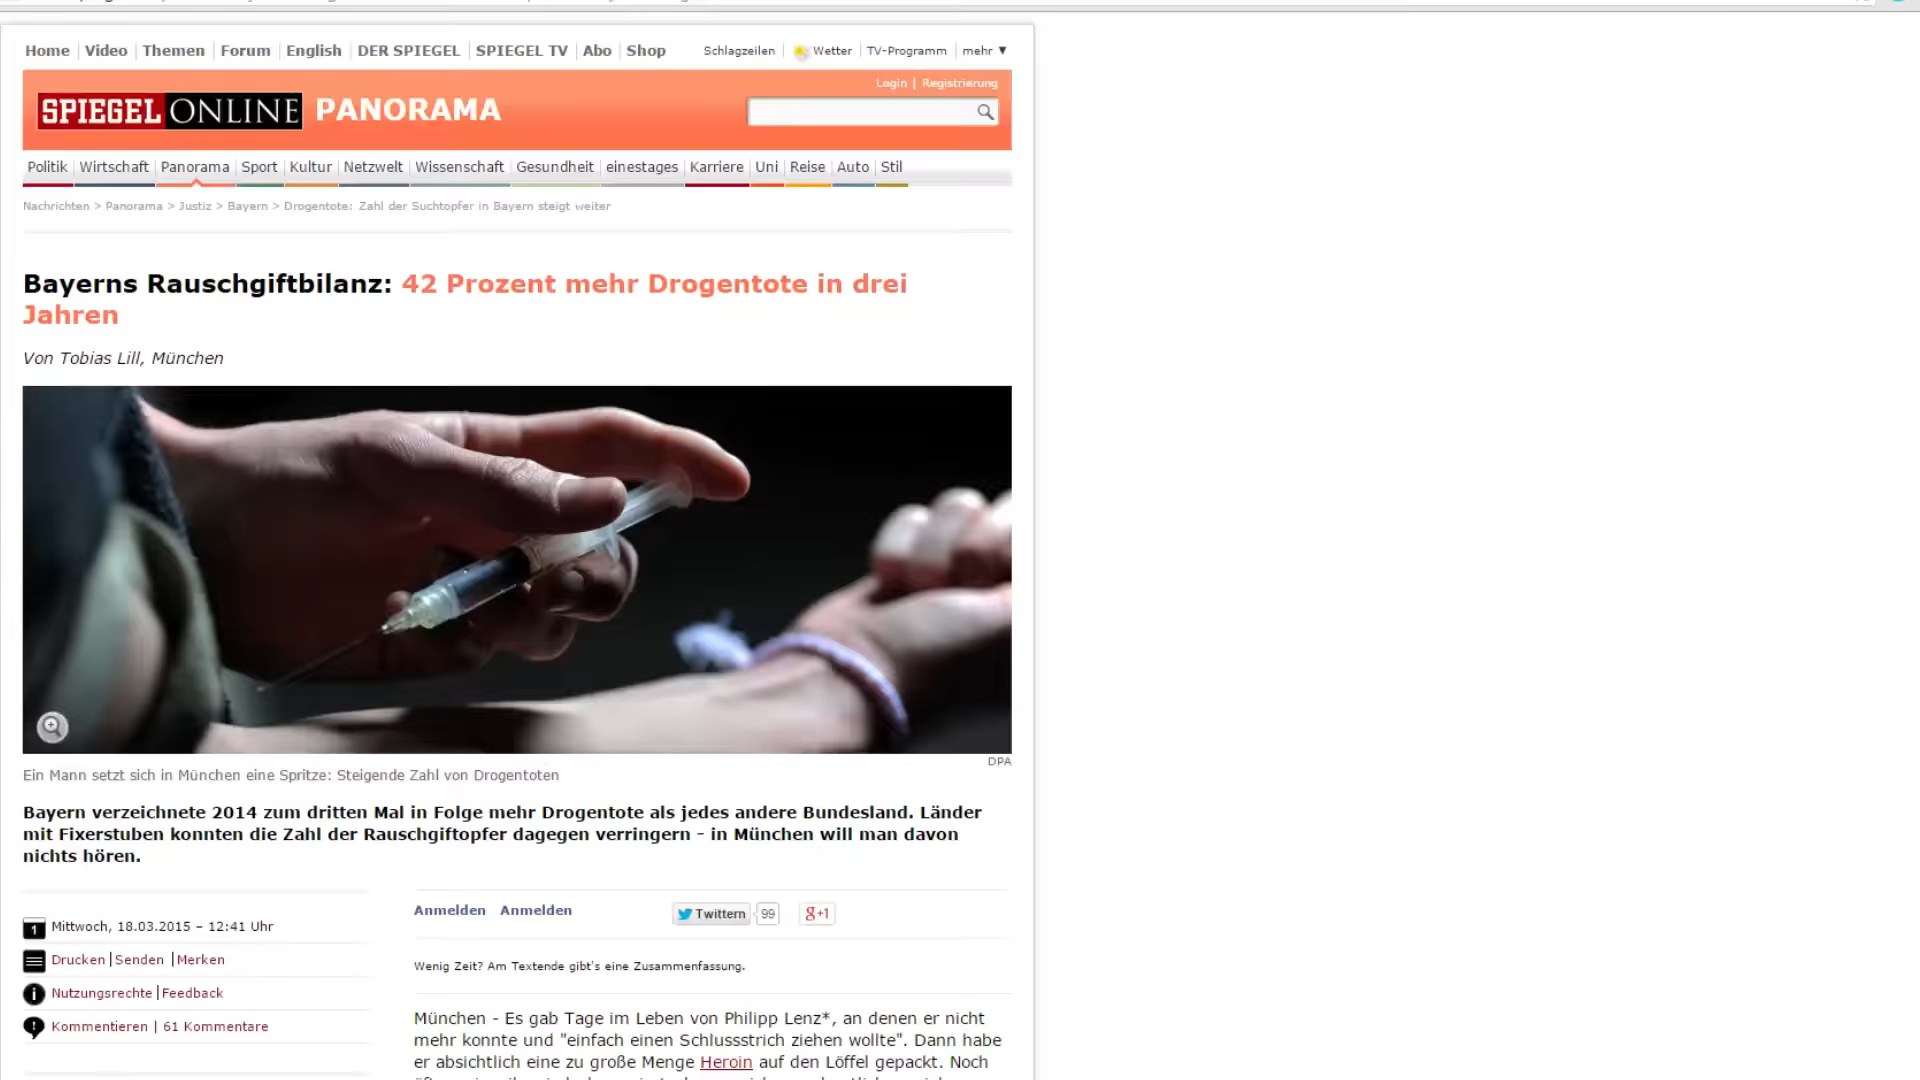 Home Video Themen Forum English DER SPIEGEL SPIEGEL TV Abo Shop Schlagzeilen Wetter TV-Programm mehr ▼
Login | Registrierung
SPIEGEL ONLINE PANORAMA
Politik Wirtschaft Panorama Sport Kultur Netzwelt Wissenschaft Gesundheit einestages Karriere Uni Reise Auto Stil
Nachrichten > Panorama > Justiz > Bayern > Drogentote: Zahl der Suchtopfer in Bayern steigt weiter
Bayerns Rauschgiftbilanz: 42 Prozent mehr Drogentote in drei
Jahren
Von Tobias Lill, München
DPA
Ein Mann setzt sich in München eine Spritze: Steigende Zahl von Drogentoten
Bayern verzeichnete 2014 zum dritten Mal in Folge mehr Drogentote als jedes andere Bundesland. Länder
mit Fixerstuben konnten die Zahl der Rauschgiftopfer dagegen verringern - in München will man davon
nichts hören.
Mittwoch, 18.03.2015 – 12:41 Uhr
Drucken | Senden | Merken
Nutzungsrechte | Feedback
Kommentieren | 61 Kommentare
Anmelden Anmelden Twittern 99 g+1
Wenig Zeit? Am Textende gibt's eine Zusammenfassung.
München - Es gab Tage im Leben von Philipp Lenz*, an denen er nicht
mehr konnte und "einfach einen Schlussstrich ziehen wollte". Dann habe
er absichtlich eine zu große Menge Heroin auf den Löffel gepackt. Noch